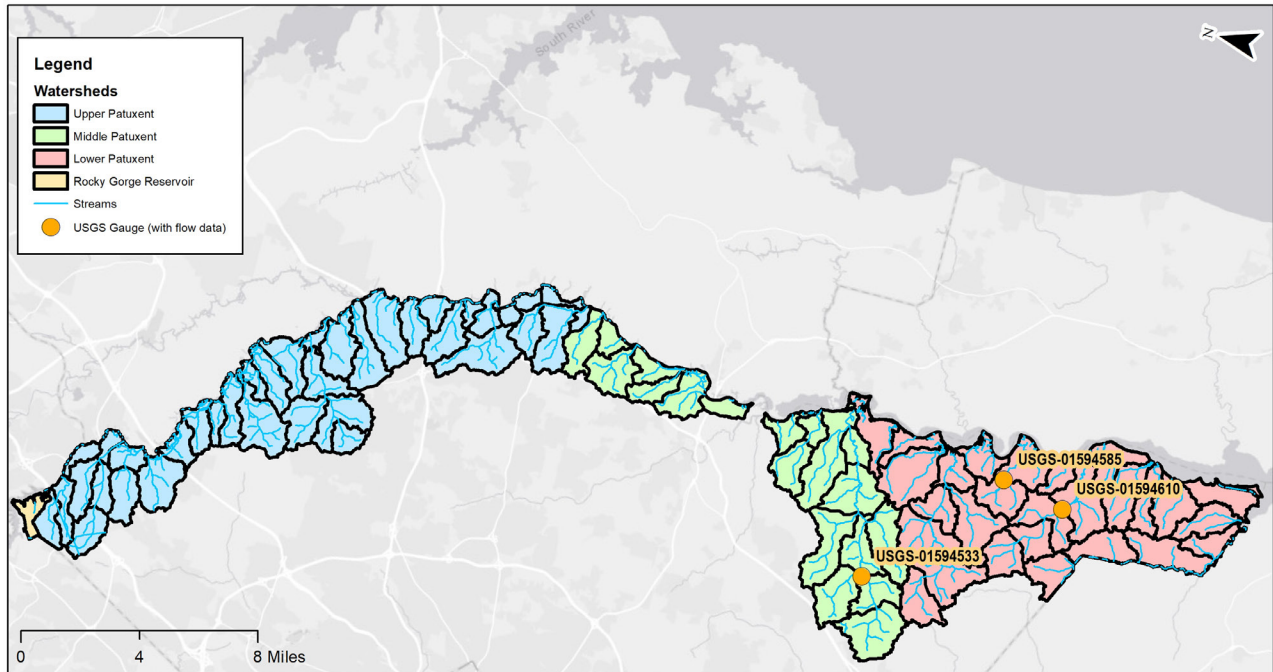 South River
N
Legend
Watersheds
Upper Patuxent
Middle Patuxent
Lower Patuxent
Rocky Gorge Reservoir
Streams
USGS Gauge (with flow data)
USGS-01594585
USGS-01594610
USGS-01594533
0 4 8 Miles